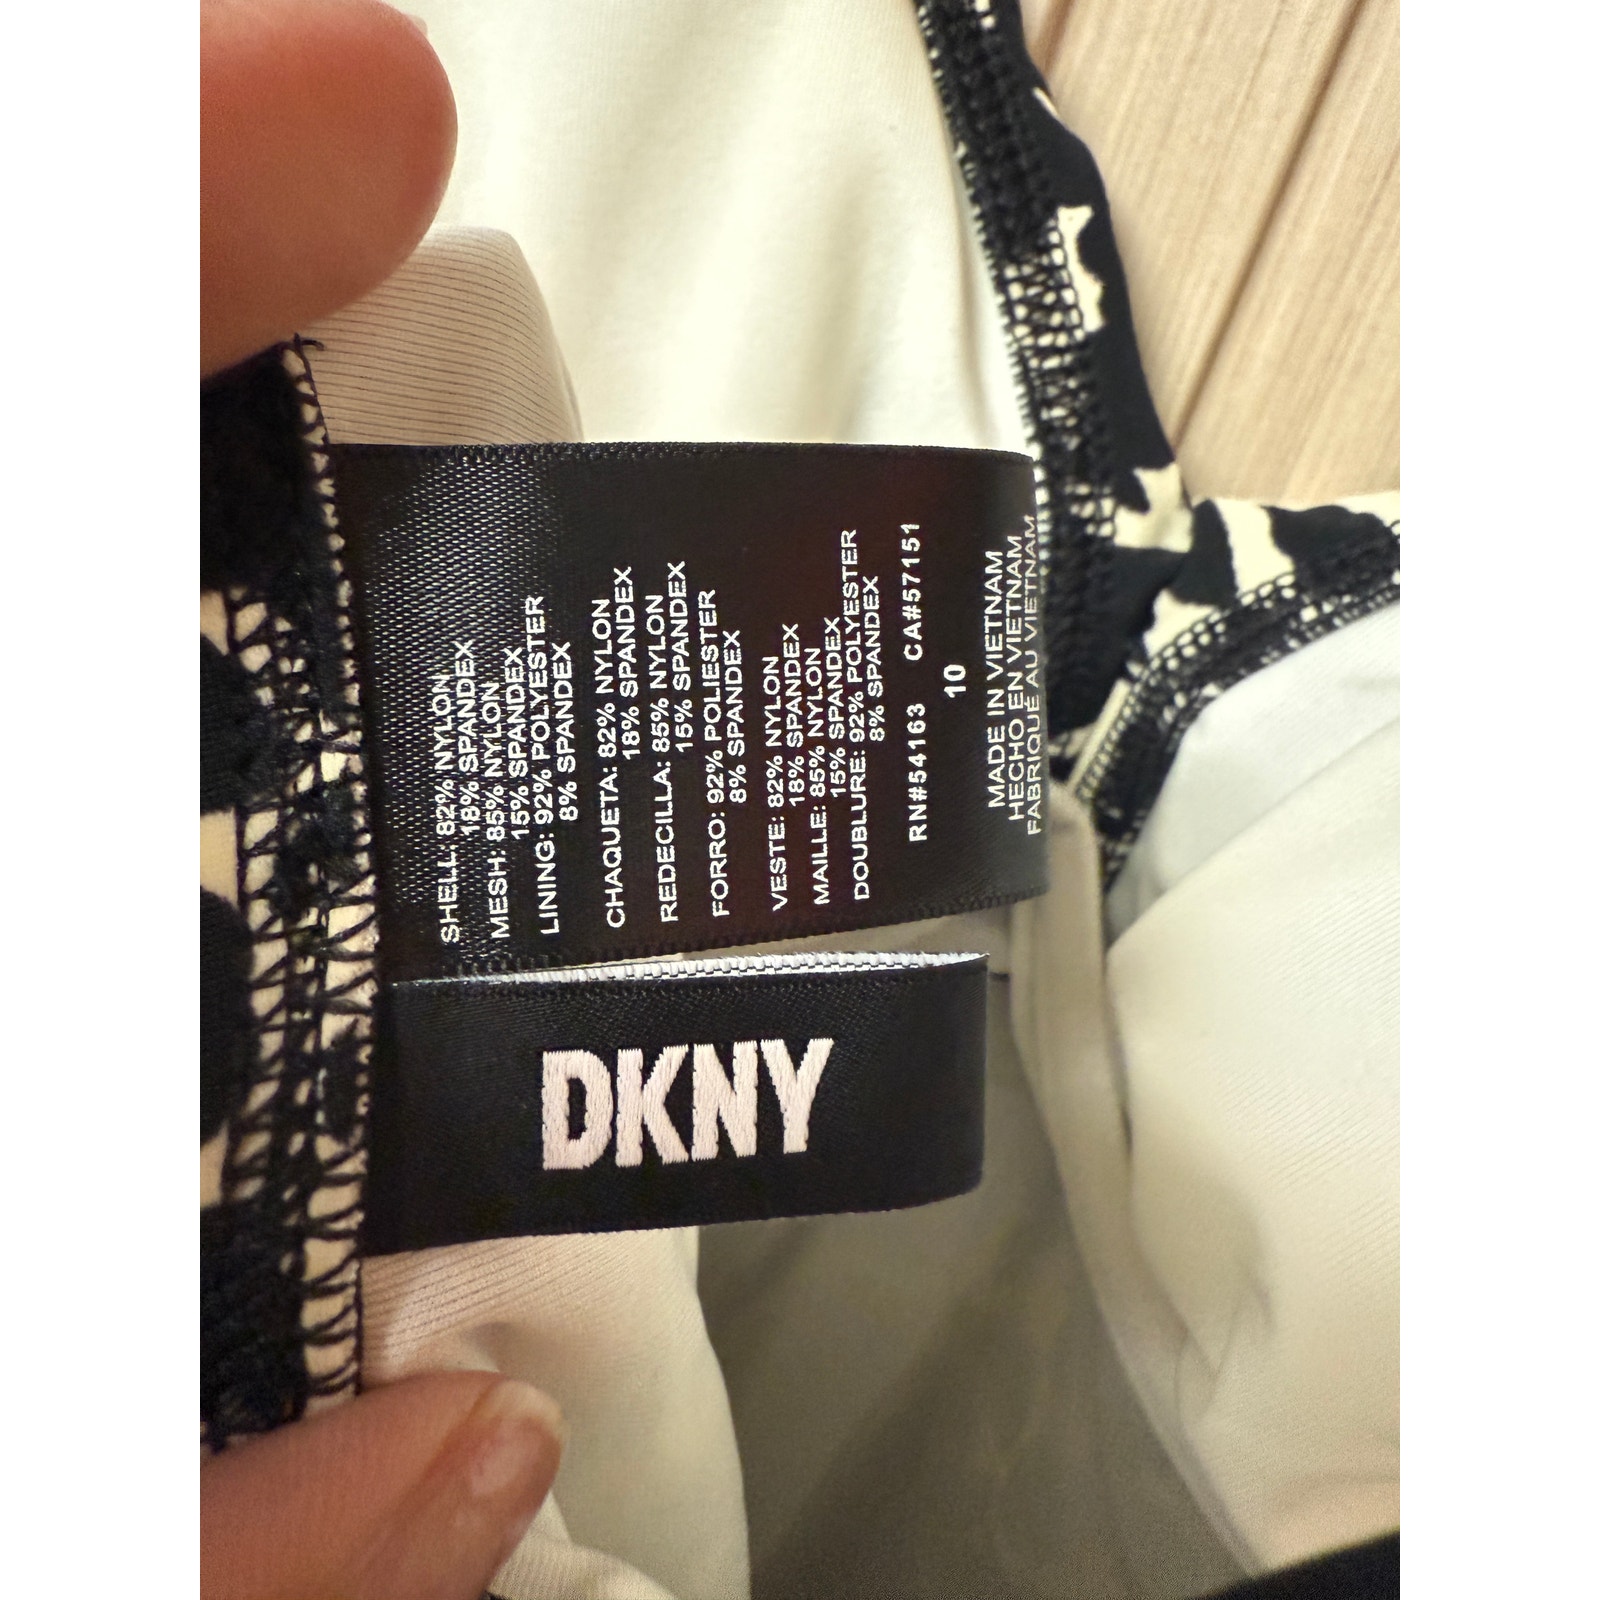 SHELL: 82% NYLON
18% SPANDEX
MESH: 85% NYLON
15% SPANDEX
LINING: 92% POLYESTER
8% SPANDEX
CHAQUETA: 82% NYLON
18% SPANDEX
REDECILLA: 85% NYLON
15% SPANDEX
FORRO: 92% POLIESTER
8% SPANDEX
VESTE: 82% NYLON
18% SPANDEX
MAILLE: 85% NYLON
15% SPANDEX
DOUBLURE: 92% POLYESTER
8% SPANDEX
RN#54163 CA#57151
10
MADE IN VIETNAM
HECHO EN VIETNAM
FABRIQUÉ AU VIETNAM
DKNY